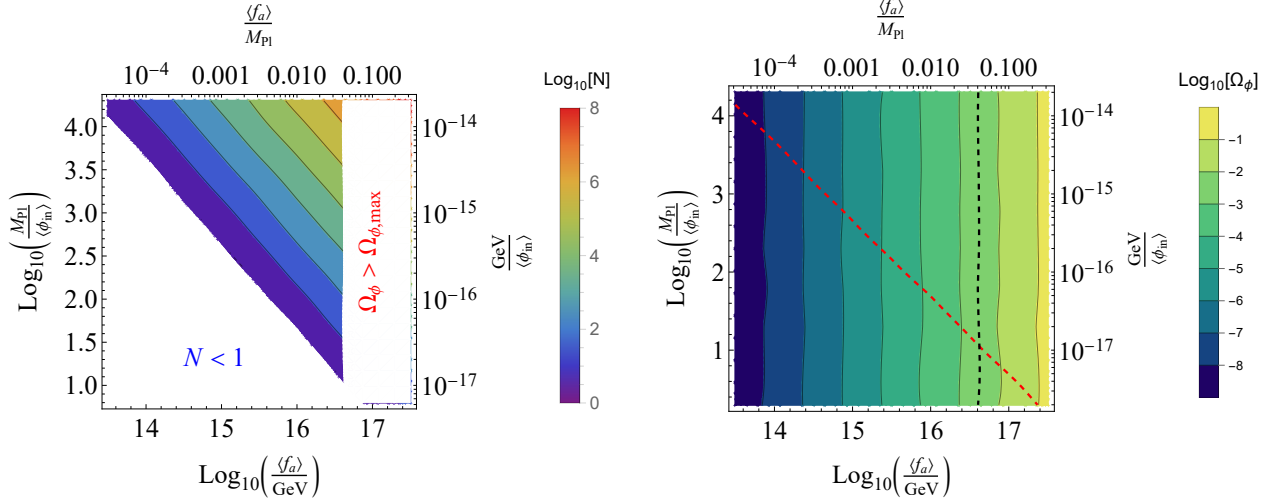 ⟨f_a⟩/M_Pl
10^-4 0.001 0.010 0.100
Log10[N]
4.0
3.5
3.0
2.5
2.0
1.5
1.0
Log10(M_Pl/⟨ϕ_in⟩)
N < 1
Ω_ϕ > Ω_ϕ,max
10^-14
10^-15
10^-16
10^-17
GeV/⟨ϕ_in⟩
14 15 16 17
Log10(⟨f_a⟩/GeV)
8
6
4
2
0
⟨f_a⟩/M_Pl
10^-4 0.001 0.010 0.100
Log10[Ω_ϕ]
4
3
2
1
Log10(M_Pl/⟨ϕ_in⟩)
10^-14
10^-15
10^-16
10^-17
GeV/⟨ϕ_in⟩
14 15 16 17
Log10(⟨f_a⟩/GeV)
-1
-2
-3
-4
-5
-6
-7
-8